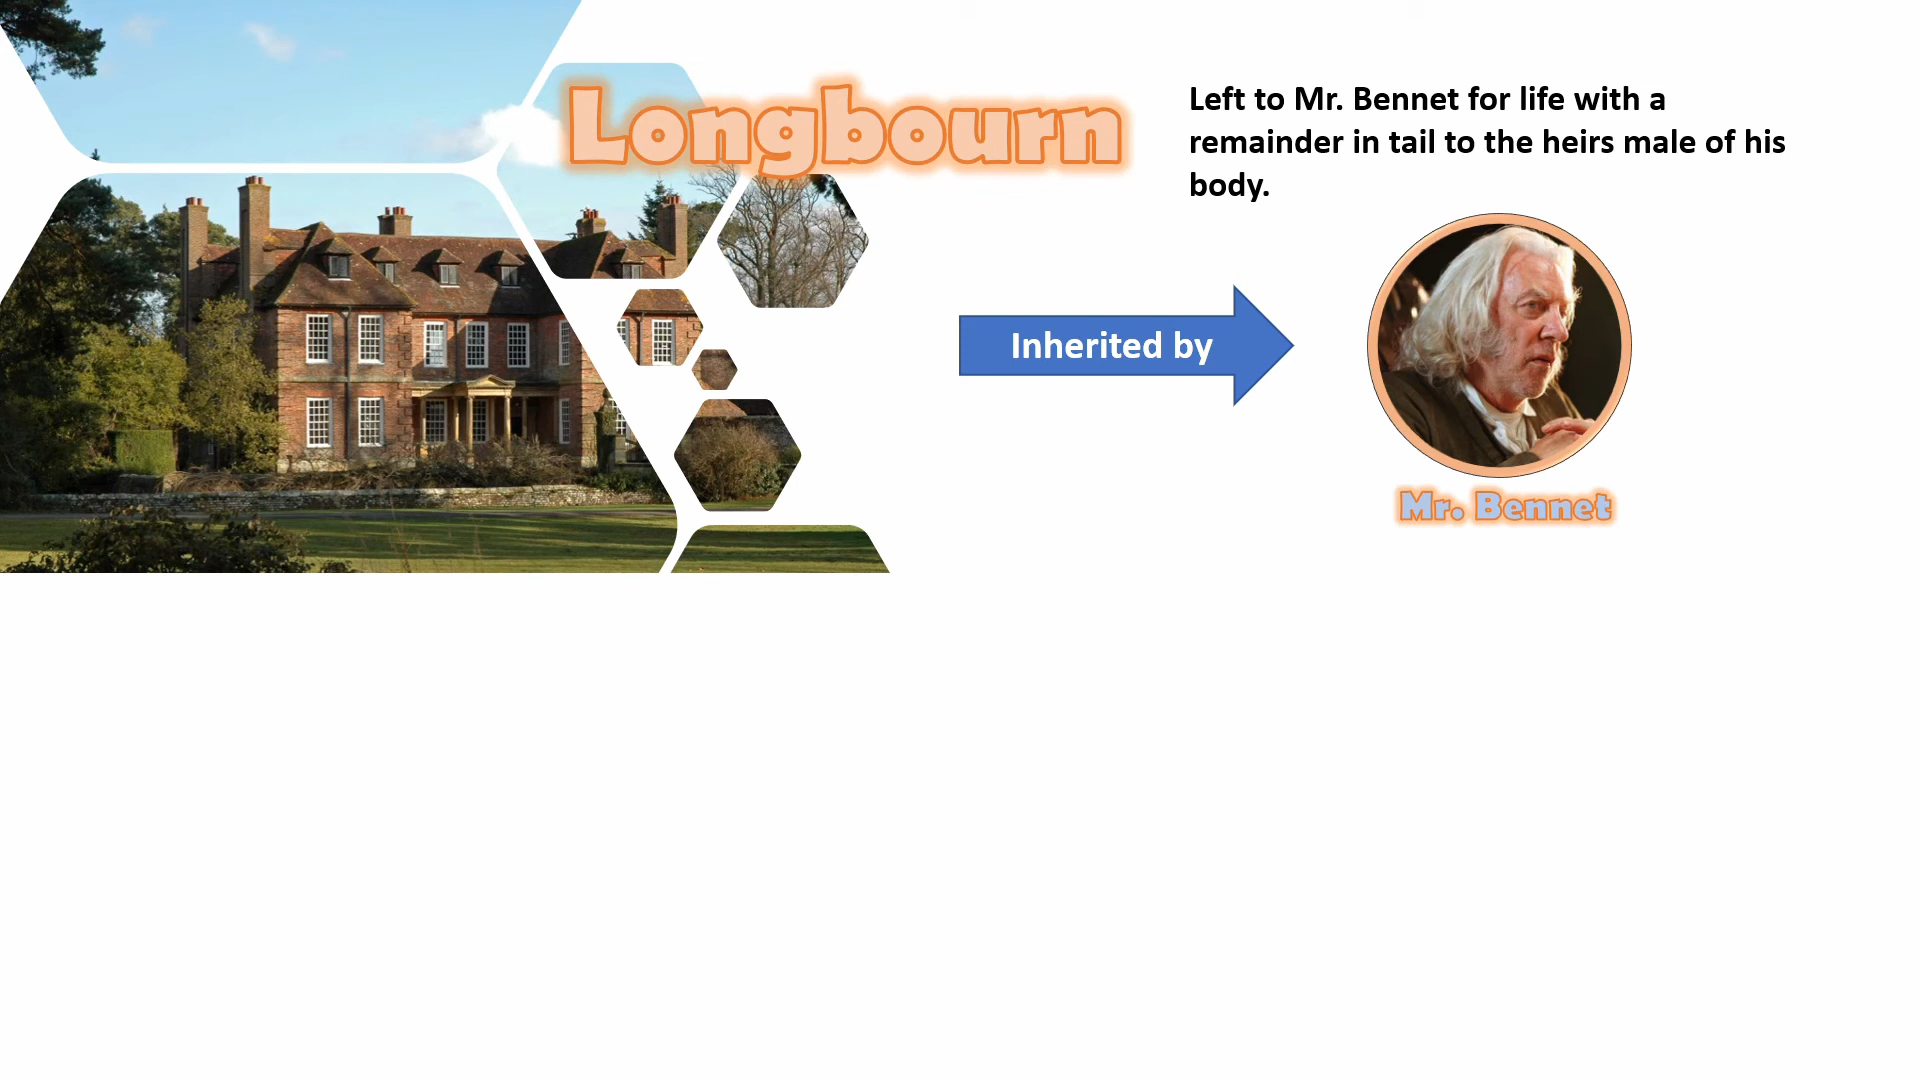 Longbourn
Left to Mr. Bennet for life with a
remainder in tail to the heirs male of his
body.
Inherited by
Mr. Bennet